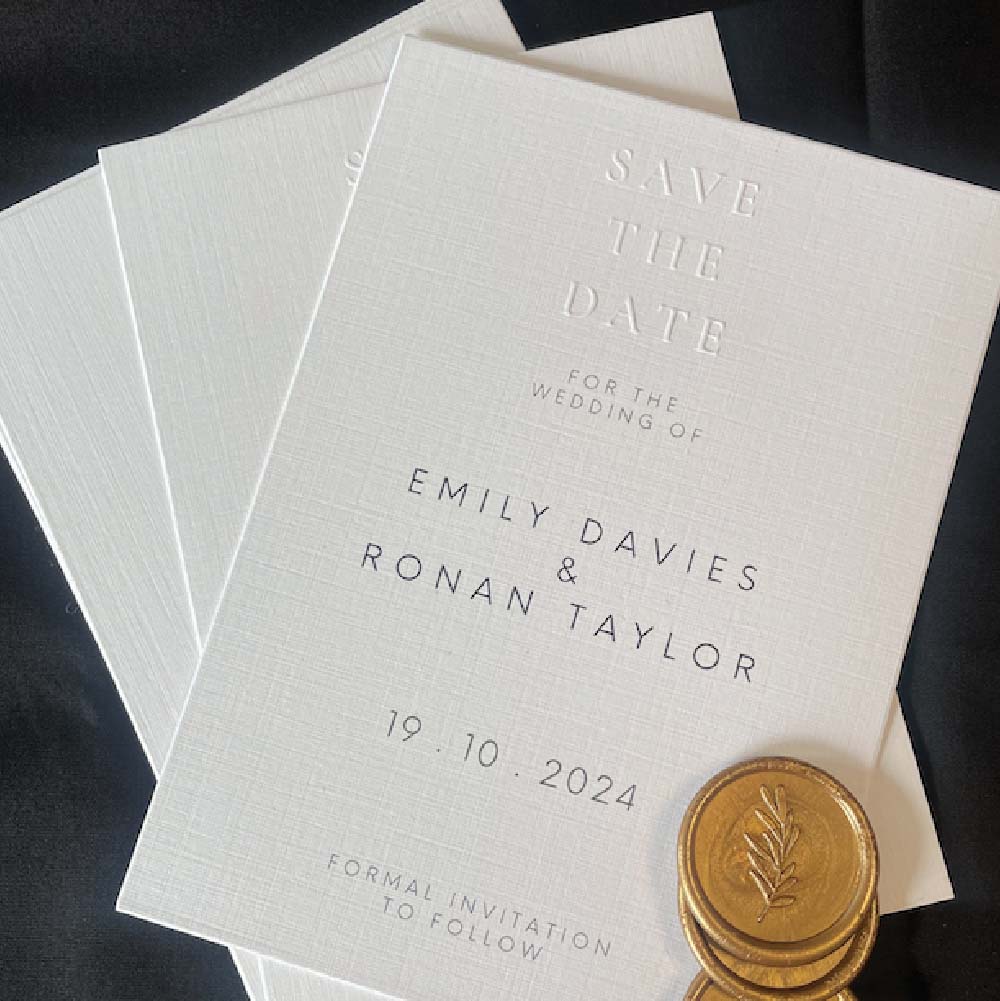 SAVE
THE
DATE
FOR THE
WEDDING OF
EMILY DAVIES
&
RONAN TAYLOR
19 . 10 . 2024
FORMAL INVITATION
TO FOLLOW